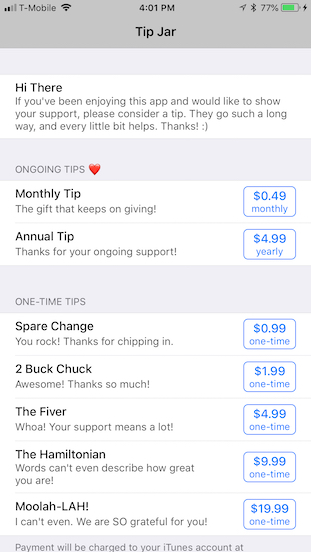 T-Mobile 4:01 PM 77%
Tip Jar
Hi There
If you've been enjoying this app and would like to show
your support, please consider a tip. They go such a long
way, and every little bit helps. Thanks! :)
ONGOING TIPS ❤️
Monthly Tip
The gift that keeps on giving!
$0.49
monthly
Annual Tip
Thanks for your ongoing support!
$4.99
yearly
ONE-TIME TIPS
Spare Change
You rock! Thanks for chipping in.
$0.99
one-time
2 Buck Chuck
Awesome! Thanks so much!
$1.99
one-time
The Fiver
Whoa! Your support means a lot!
$4.99
one-time
The Hamiltonian
Words can't even describe how great
you are!
$9.99
one-time
Moolah-LAH!
I can't even. We are SO grateful for you!
$19.99
one-time
Payment will be charged to your iTunes account at